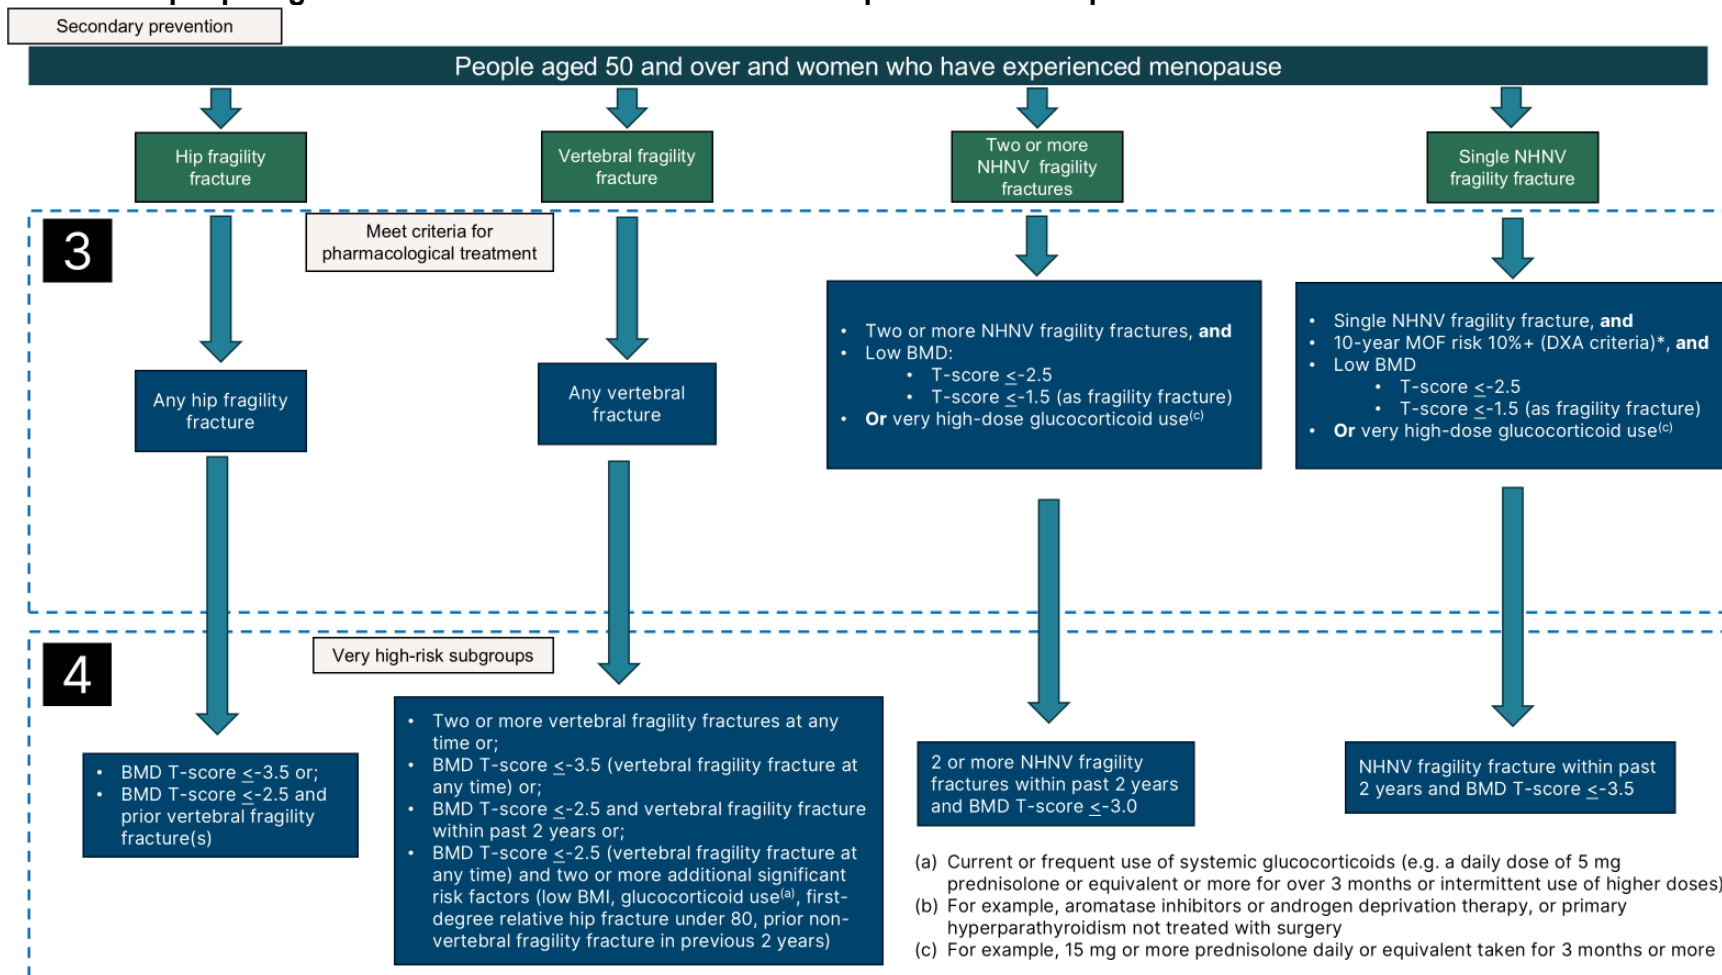 Secondary prevention
People aged 50 and over and women who have experienced menopause
Hip fragility
fracture
Vertebral fragility
fracture
Two or more
NHNV fragility
fractures
Single NHNV
fragility fracture
3
Meet criteria for
pharmacological treatment
Any hip fragility
fracture
Any vertebral
fracture
• Two or more NHNV fragility fractures, and
• Low BMD:
• T-score <-2.5
• T-score <-1.5 (as fragility fracture)
• Or very high-dose glucocorticoid use(c)
• Single NHNV fragility fracture, and
• 10-year MOF risk 10%+ (DXA criteria)*, and
• Low BMD
• T-score <-2.5
• T-score <-1.5 (as fragility fracture)
• Or very high-dose glucocorticoid use(c)
4
Very high-risk subgroups
• BMD T-score <-3.5 or;
• BMD T-score <-2.5 and
prior vertebral fragility
fracture(s)
• Two or more vertebral fragility fractures at any
time or;
• BMD T-score <-3.5 (vertebral fragility fracture at
any time) or;
• BMD T-score <-2.5 and vertebral fragility fracture
within past 2 years or;
• BMD T-score <-2.5 (vertebral fragility fracture at
any time) and two or more additional significant
risk factors (low BMI, glucocorticoid use(a), first-
degree relative hip fracture under 80, prior non-
vertebral fragility fracture in previous 2 years)
2 or more NHNV fragility
fractures within past 2 years
and BMD T-score <-3.0
NHNV fragility fracture within past
2 years and BMD T-score <-3.5
(a) Current or frequent use of systemic glucocorticoids (e.g. a daily dose of 5 mg
prednisolone or equivalent or more for over 3 months or intermittent use of higher doses)
(b) For example, aromatase inhibitors or androgen deprivation therapy, or primary
hyperparathyroidism not treated with surgery
(c) For example, 15 mg or more prednisolone daily or equivalent taken for 3 months or more